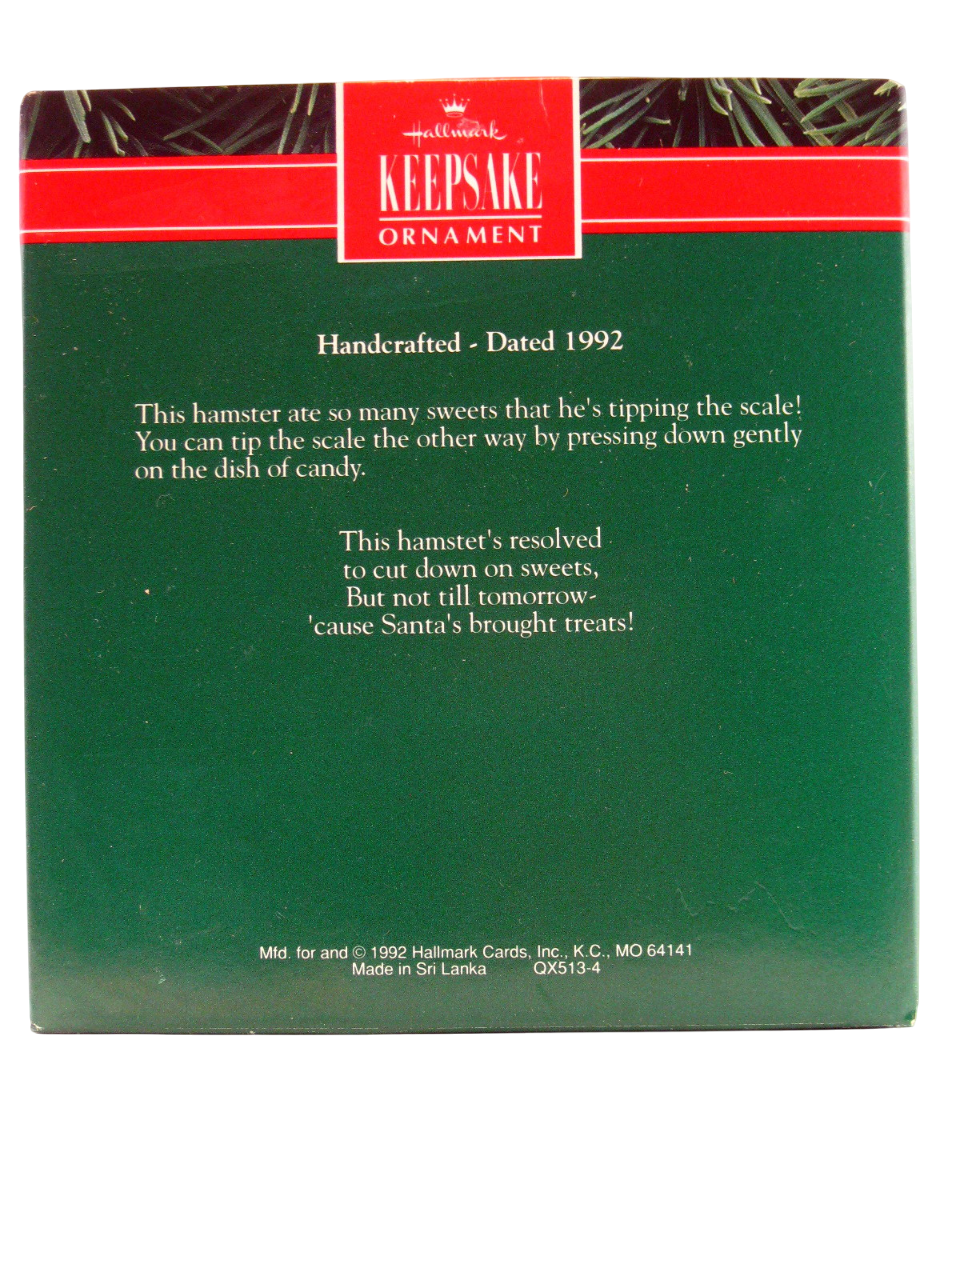 Hallmark
KEEPSAKE
ORNAMENT
Handcrafted - Dated 1992
This hamster ate so many sweets that he's tipping the scale!
You can tip the scale the other way by pressing down gently
on the dish of candy.
This hamster's resolved
to cut down on sweets,
But not till tomorrow-
'cause Santa's brought treats!
Mfd. for and © 1992 Hallmark Cards, Inc., K.C., MO 64141
Made in Sri Lanka QX513-4